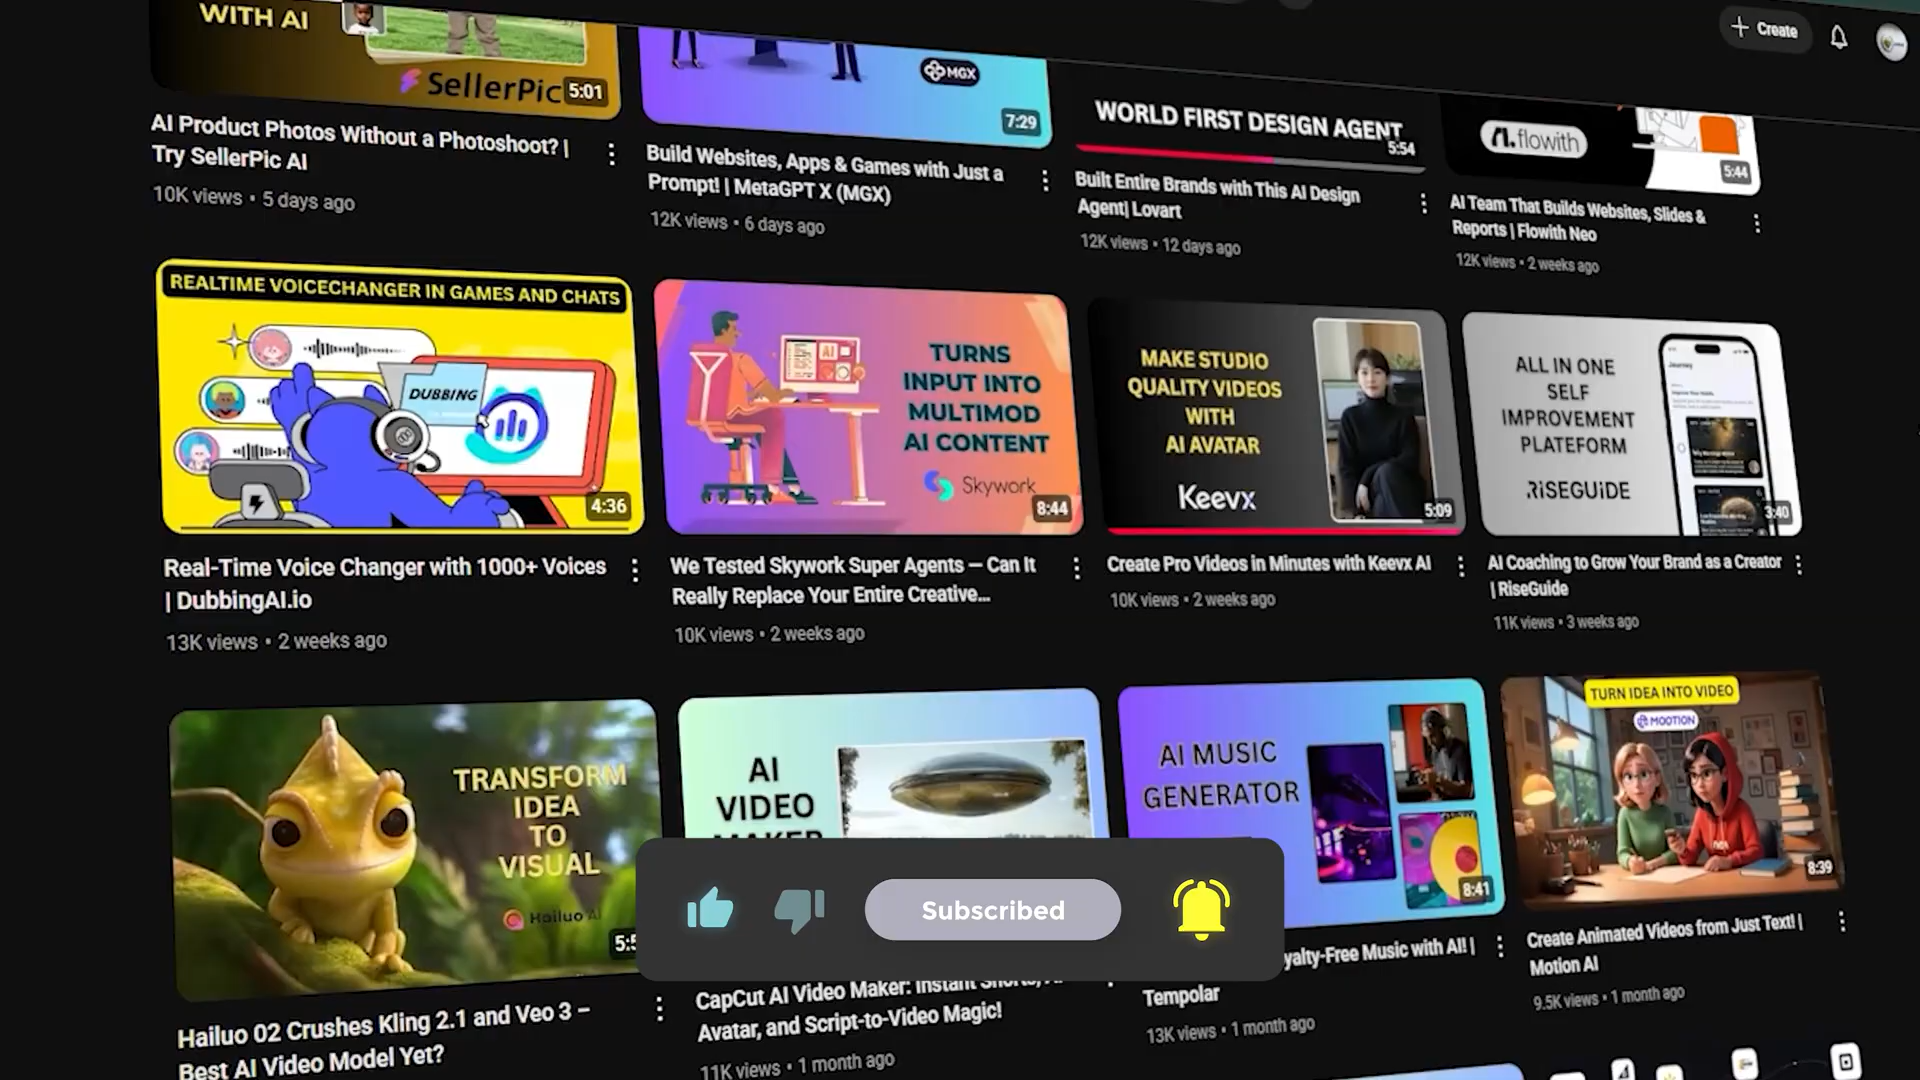 Create
WITH AI
SellerPic
5:01
AI Product Photos Without a Photoshoot? |
Try SellerPic AI
10K views • 5 days ago
MGX
7:29
Build Websites, Apps & Games with Just a
Prompt! | MetaGPT X (MGX)
12K views • 6 days ago
WORLD FIRST DESIGN AGENT
5:54
Built Entire Brands with This AI Design
Agent| Lovart
12K views • 12 days ago
flowith
5:44
AI Team That Builds Websites, Slides &
Reports | Flowith Neo
12K views • 2 weeks ago
REALTIME VOICECHANGER IN GAMES AND CHATS
DUBBING
4:36
Real-Time Voice Changer with 1000+ Voices
| DubbingAI.io
13K views • 2 weeks ago
AI
TURNS
INPUT INTO
MULTIMOD
AI CONTENT
Skywork
8:44
We Tested Skywork Super Agents – Can It
Really Replace Your Entire Creative...
10K views • 2 weeks ago
MAKE STUDIO
QUALITY VIDEOS
WITH
AI AVATAR
Keevx
5:09
Create Pro Videos in Minutes with Keevx AI
10K views • 2 weeks ago
ALL IN ONE
SELF
IMPROVEMENT
PLATEFORM
RiSEGUiDE
Journey
3:40
AI Coaching to Grow Your Brand as a Creator
| RiseGuide
11K views • 3 weeks ago
TRANSFORM
IDEA
TO
VISUAL
Hailuo AI
Hailuo 02 Crushes Kling 2.1 and Veo 3 –
Best AI Video Model Yet?
AI
VIDEO
MAKER
CapCut AI Video Maker: Instant Shorts,
Avatar, and Script-to-Video Magic!
11K views • 1 month ago
AI MUSIC
GENERATOR
8:41
yalty-Free Music with AI! |
Tempolar
13K views • 1 month ago
TURN IDEA INTO VIDEO
MOOTION
8:39
Create Animated Videos from Just Text! |
Motion AI
9.5K views • 1 month ago
Subscribed